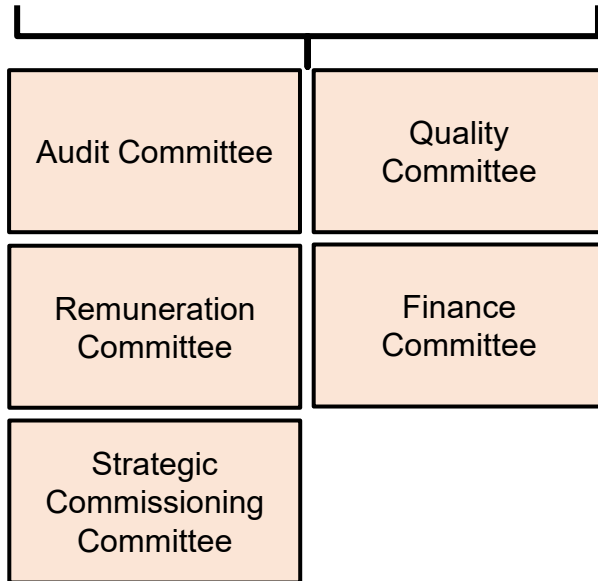 Audit Committee
Quality
Committee
Remuneration
Committee
Finance
Committee
Strategic
Commissioning
Committee